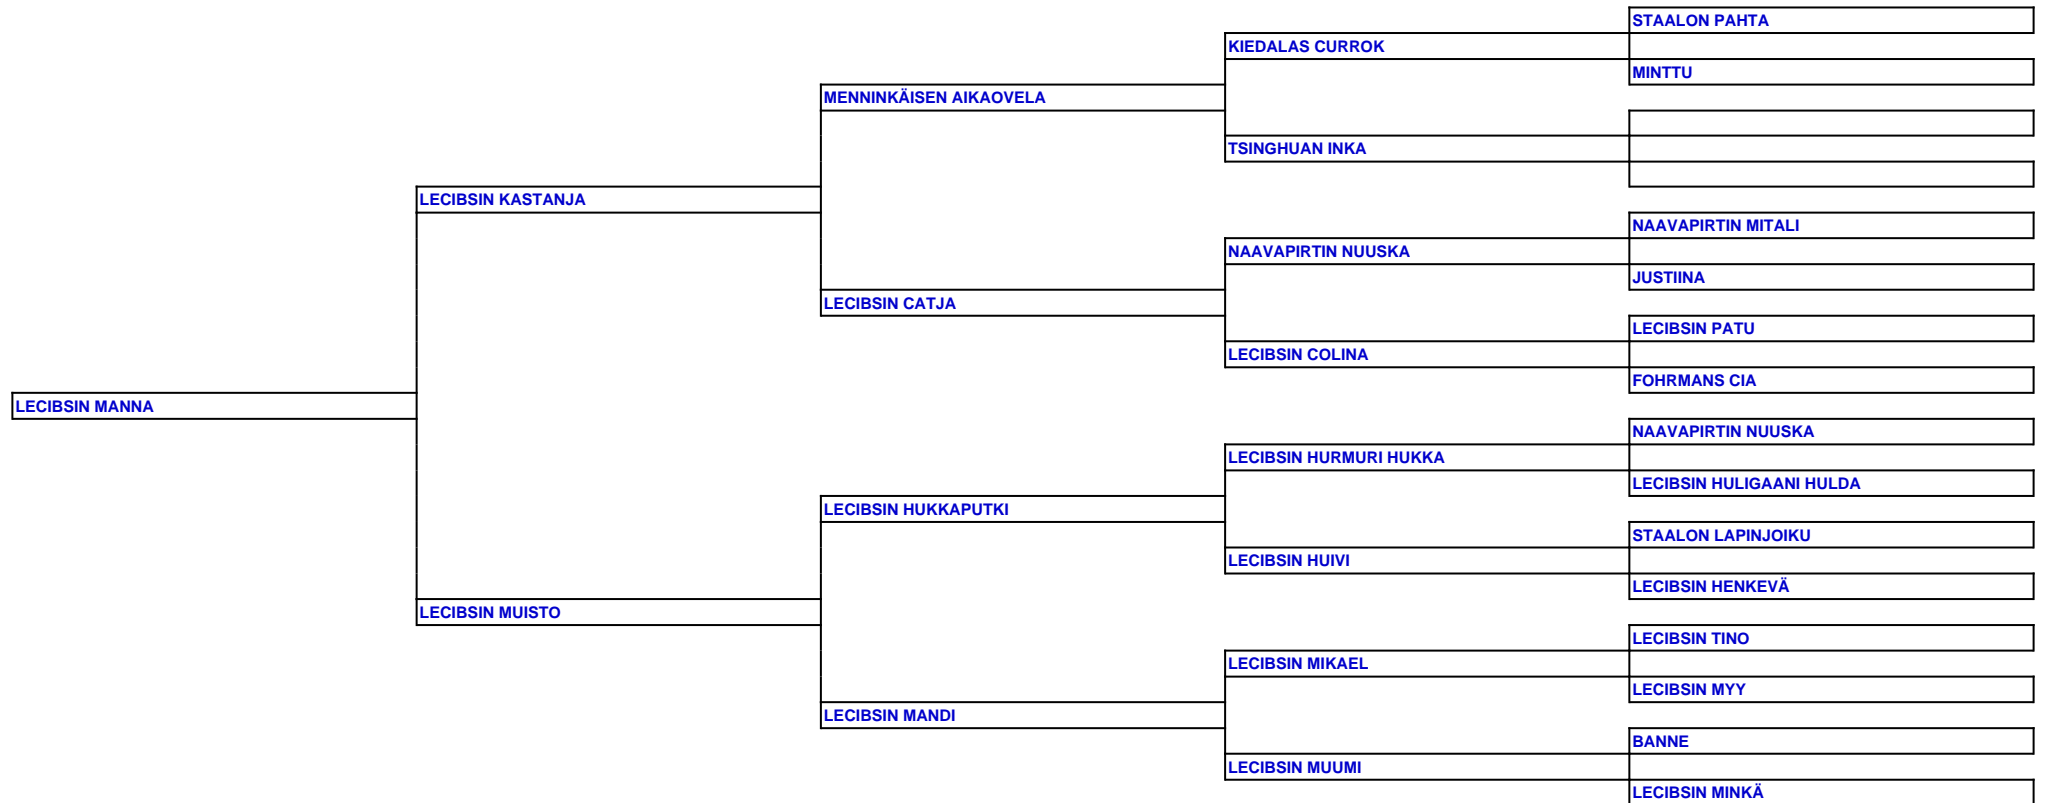 STAALON PAHTA
KIEDALAS CURROK
MINTTU
MENNINKÄISEN AIKAOVELA
TSINGHUAN INKA
LECIBSIN KASTANJA
NAAVAPIRTIN MITALI
NAAVAPIRTIN NUUSKA
JUSTIINA
LECIBSIN CATJA
LECIBSIN PATU
LECIBSIN COLINA
FOHRMANS CIA
LECIBSIN MANNA
NAAVAPIRTIN NUUSKA
LECIBSIN HURMURI HUKKA
LECIBSIN HULIGAANI HULDA
LECIBSIN HUKKAPUTKI
STAALON LAPINJOIKU
LECIBSIN HUIVI
LECIBSIN HENKEVÄ
LECIBSIN MUISTO
LECIBSIN TINO
LECIBSIN MIKAEL
LECIBSIN MYY
LECIBSIN MANDI
BANNE
LECIBSIN MUUMI
LECIBSIN MINKÄ